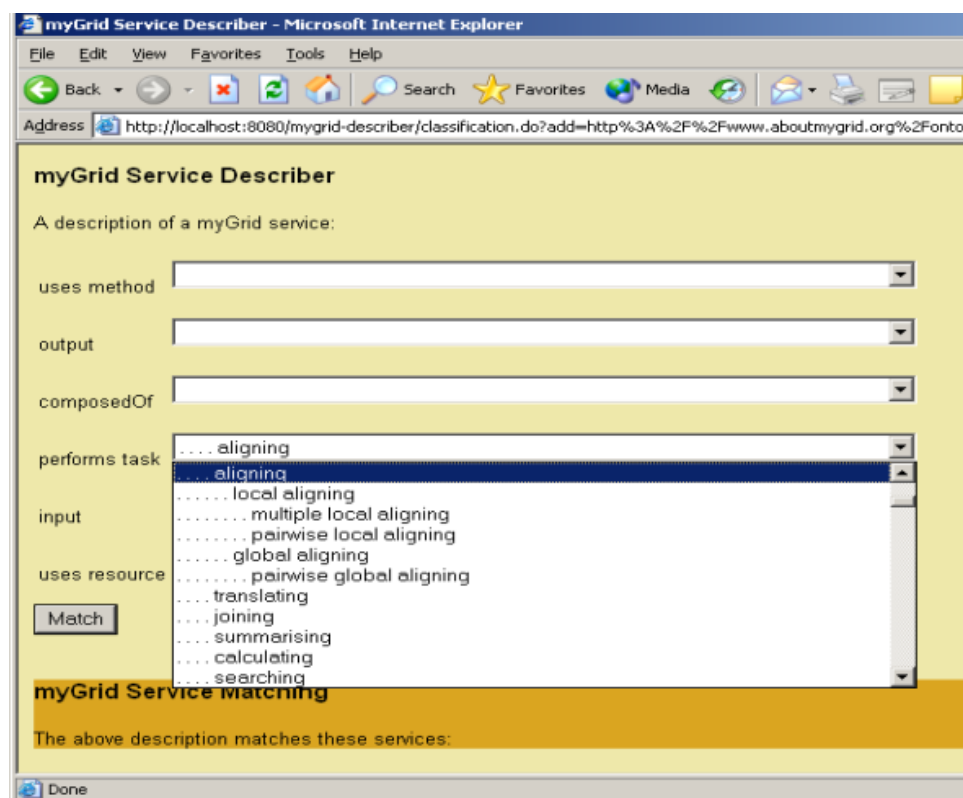 myGrid Service Describer - Microsoft Internet Explorer
File Edit View Favorites Tools Help
Back Search Favorites Media
Address http://localhost:8080/mygrid-describer/classification.do?add=http%3A%2F%2Fwww.aboutmygrid.org%2Fonto
myGrid Service Describer
A description of a myGrid service:
uses method
output
composedOf
performs task .... aligning
.... aligning
...... local aligning
........ multiple local aligning
input
........ pairwise local aligning
...... global aligning
uses resource ........ pairwise global aligning
.... translating
Match .... joining
.... summarising
.... calculating
.... searching
myGrid Service Matching
The above description matches these services:
Done